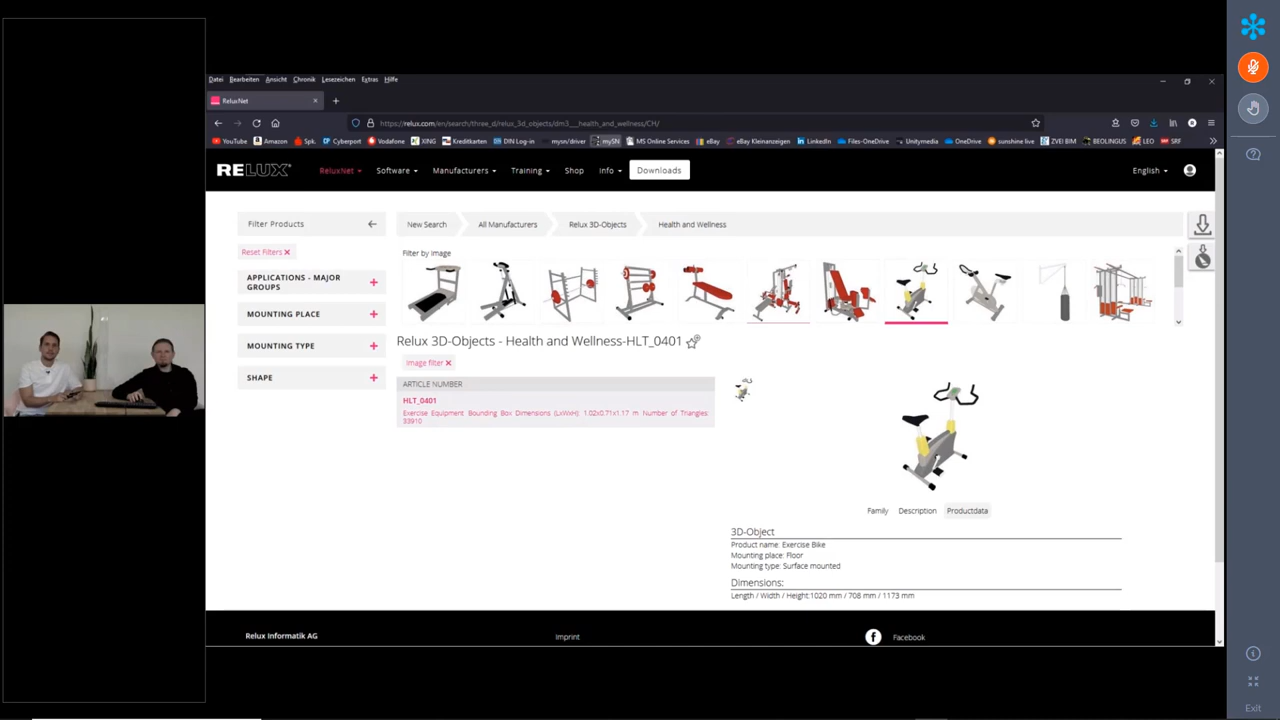 Datei Bearbeiten Ansicht Chronik Lesezeichen Extras Hilfe
ReluxNet
https://relux.com/en/search/three_d/relux_3d_objects/dm3___health_and_wellness/CH/
YouTube Amazon Spk. Cyberport Vodafone XING Kreditkarten DIN Log-in mysn/driver mySN MS Online Services eBay eBay Kleinanzeigen LinkedIn Files-OneDrive Unitymedia OneDrive sunshine live ZVEI BIM BEOLINGUS LEO SRF
RELUX ReluxNet Software Manufacturers Training Shop Info Downloads English
Filter Products
New Search All Manufacturers Relux 3D-Objects Health and Wellness
Reset Filters
Filter by image
APPLICATIONS - MAJOR
GROUPS
MOUNTING PLACE
MOUNTING TYPE
SHAPE
Relux 3D-Objects - Health and Wellness-HLT_0401
Image filter
ARTICLE NUMBER
HLT_0401
Exercise Equipment Bounding Box Dimensions (LxWxH): 1.02x0.71x1.17 m Number of Triangles:
33910
Family Description Productdata
3D-Object
Product name: Exercise Bike
Mounting place: Floor
Mounting type: Surface mounted
Dimensions:
Length / Width / Height:1020 mm / 708 mm / 1173 mm
Relux Informatik AG Imprint Facebook
Exit